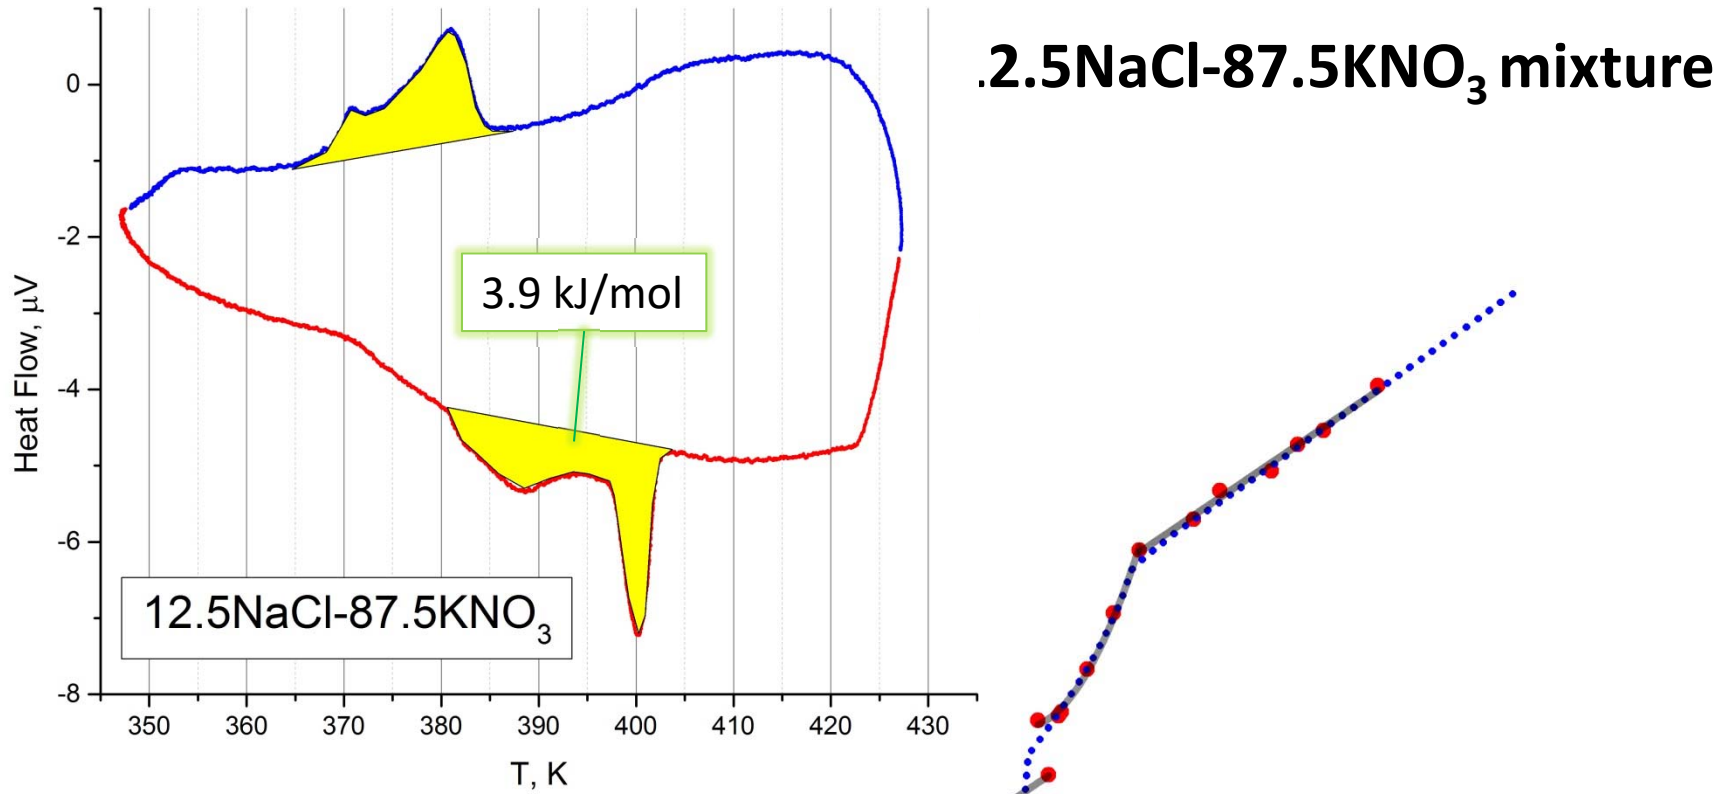 .2.5NaCl-87.5KNO₃ mixture
0
-2
-4
-6
-8
Heat Flow, μV
3.9 kJ/mol
12.5NaCl-87.5KNO₃
350 360 370 380 390 400 410 420 430
T, K